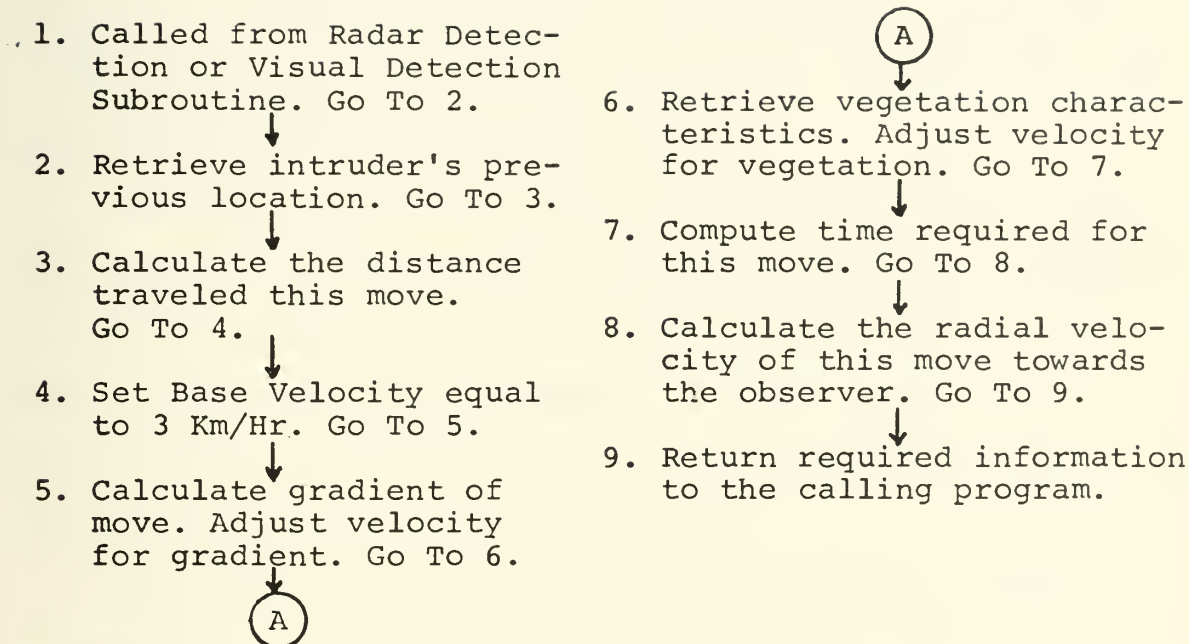 1. Called from Radar Detec-
tion or Visual Detection
Subroutine. Go To 2.
2. Retrieve intruder's pre-
vious location. Go To 3.
3. Calculate the distance
traveled this move.
Go To 4.
4. Set Base Velocity equal
to 3 Km/Hr. Go To 5.
5. Calculate gradient of
move. Adjust velocity
for gradient. Go To 6.
A
A
6. Retrieve vegetation charac-
teristics. Adjust velocity
for vegetation. Go To 7.
7. Compute time required for
this move. Go To 8.
8. Calculate the radial velo-
city of this move towards
the observer. Go To 9.
9. Return required information
to the calling program.